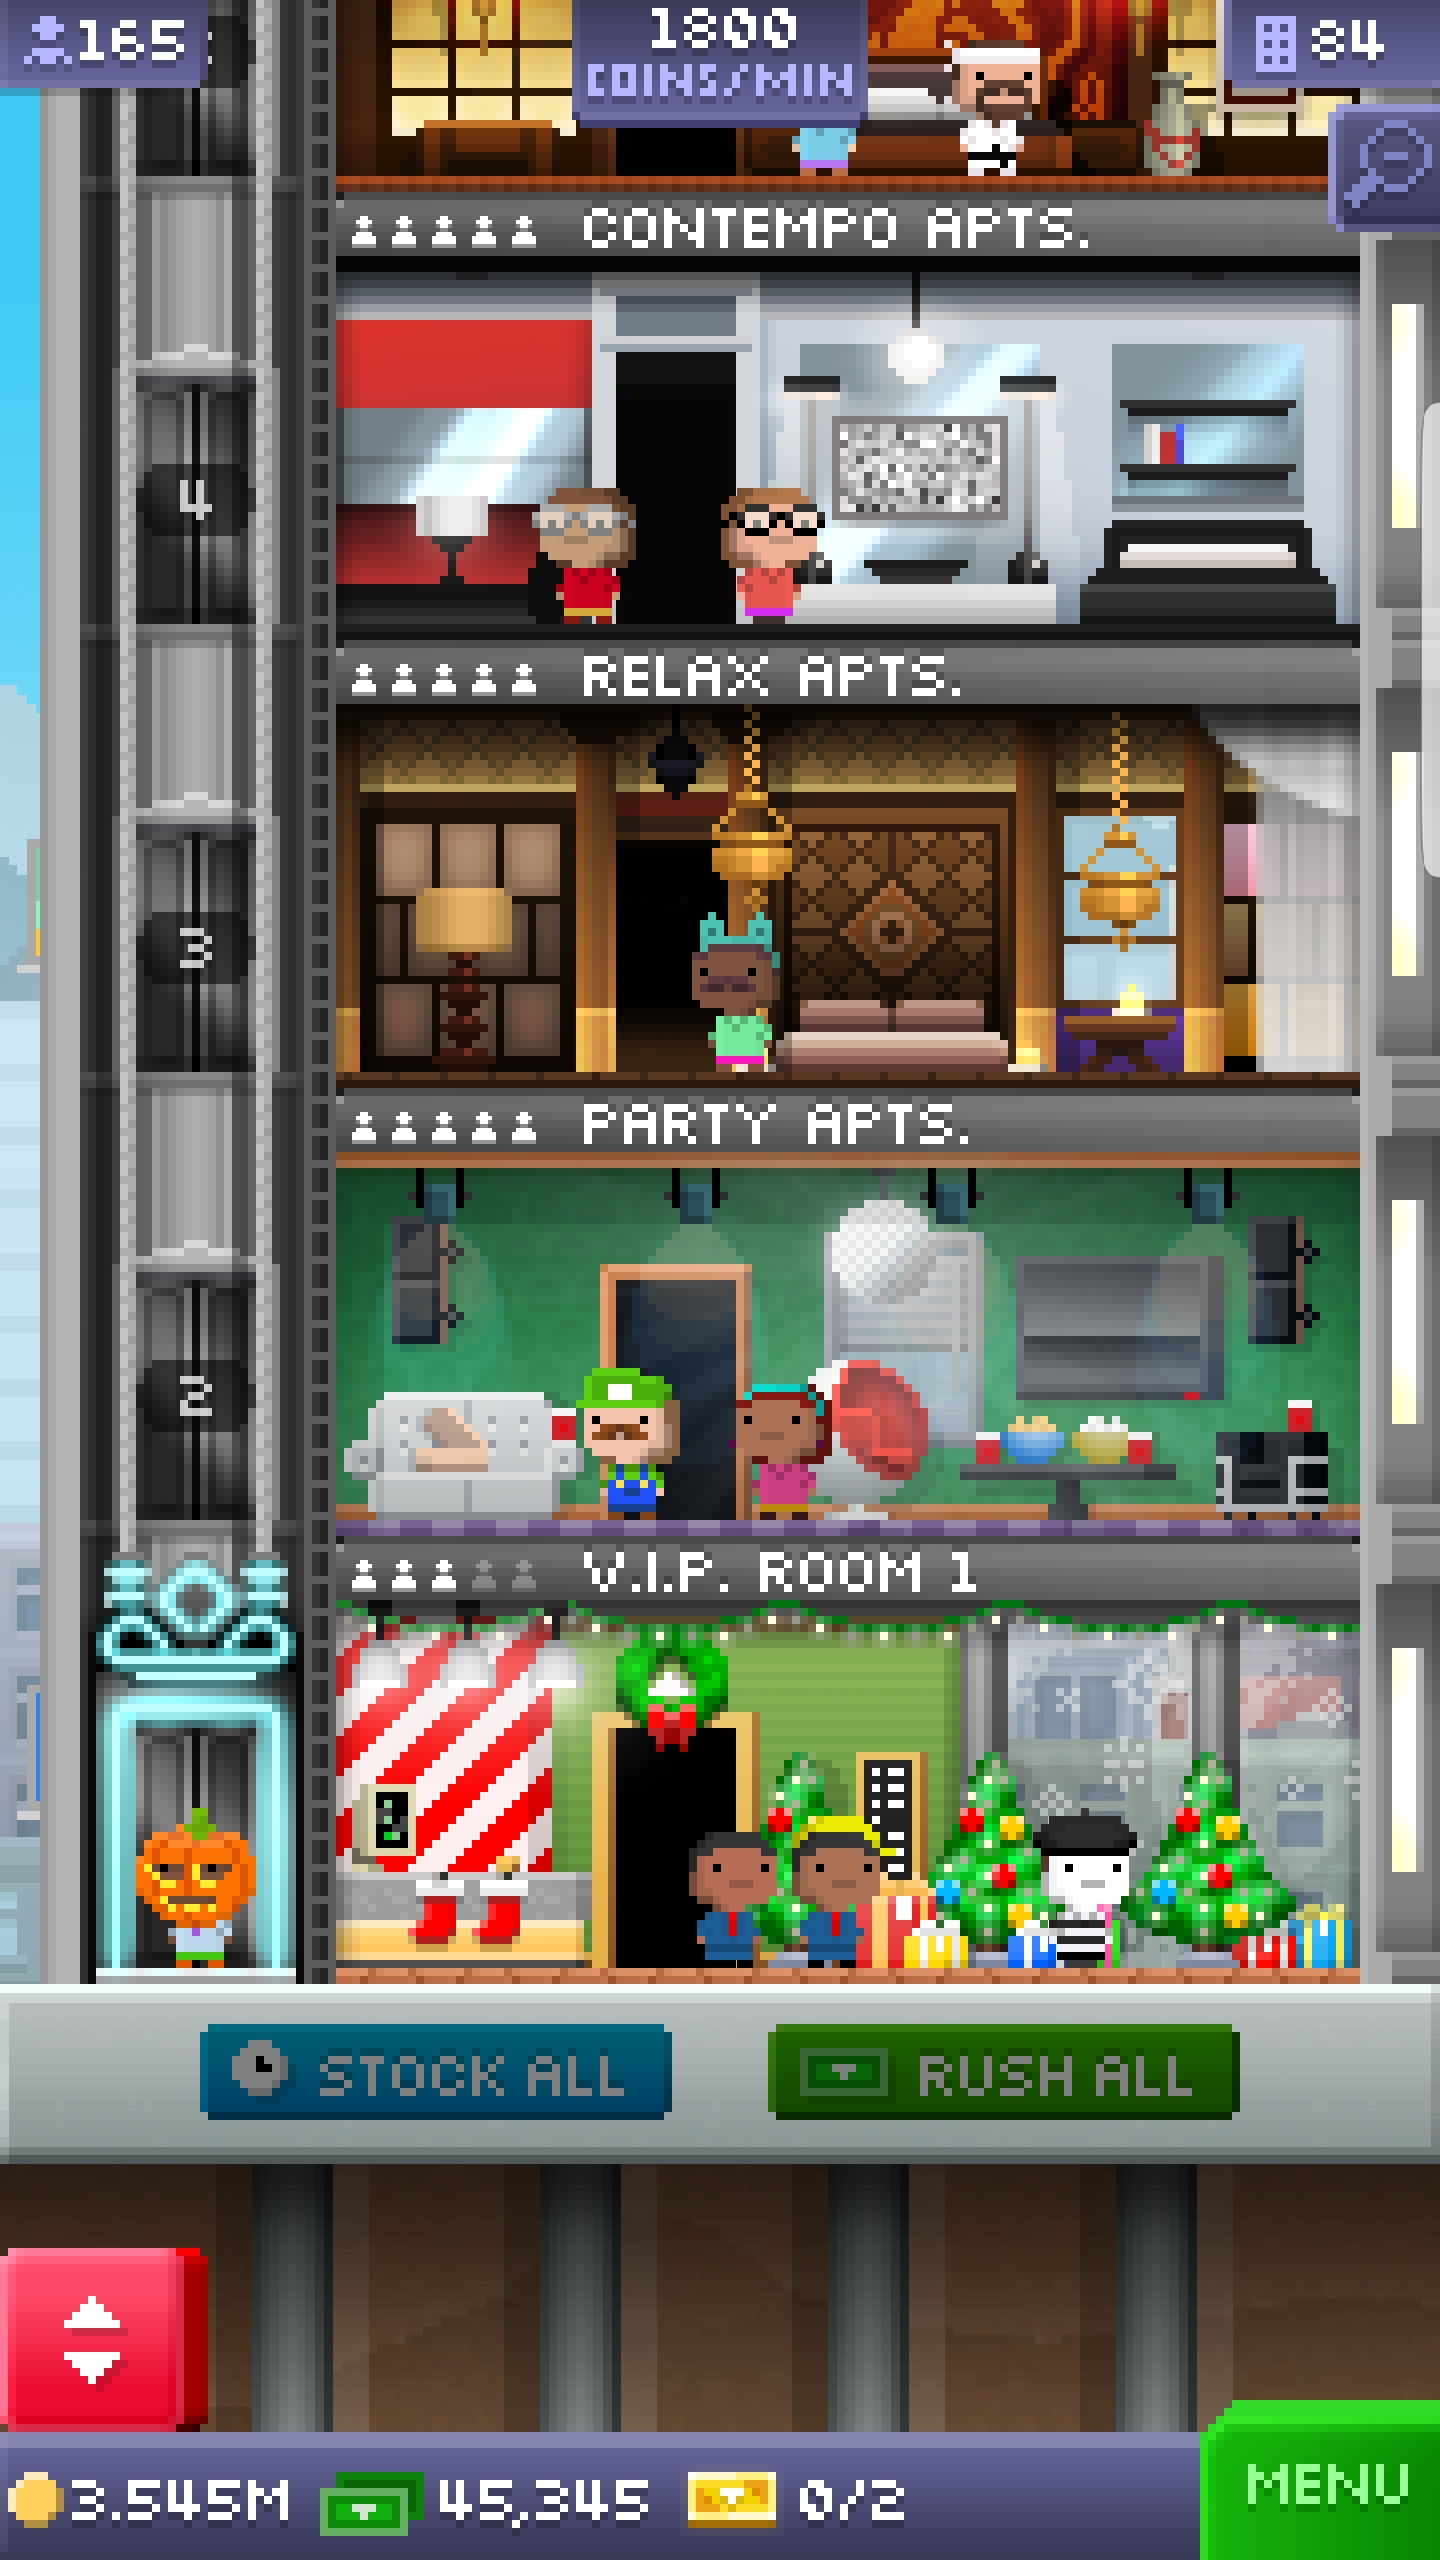 165
1800
COINS/MIN
84
CONTEMPO APTS.
4
RELAX APTS.
3
PARTY APTS.
2
V.I.P. ROOM 1
STOCK ALL
RUSH ALL
3.545M
45,345
0/2
MENU